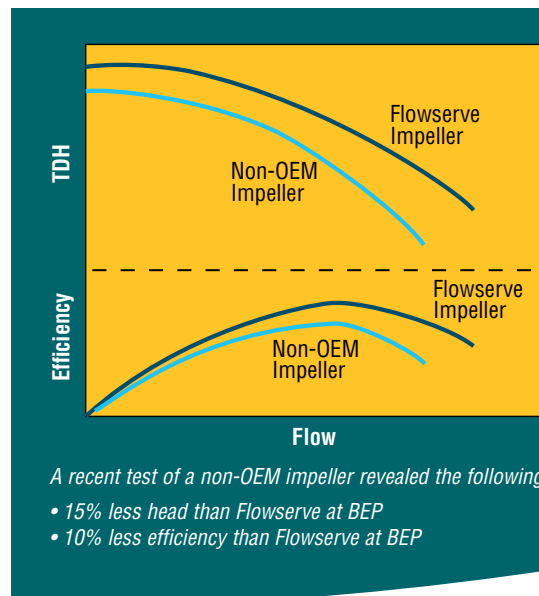 TDH
Flowserve
Impeller
Non-OEM
Impeller
Efficiency
Flowserve
Impeller
Non-OEM
Impeller
Flow
A recent test of a non-OEM impeller revealed the following
• 15% less head than Flowserve at BEP
• 10% less efficiency than Flowserve at BEP